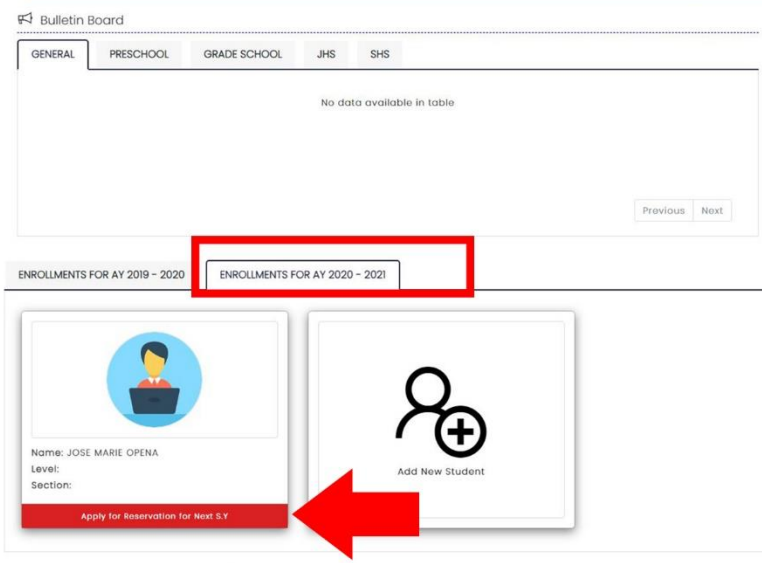 Bulletin Board
GENERAL PRESCHOOL GRADE SCHOOL JHS SHS
No data available in table
Previous Next
ENROLLMENTS FOR AY 2019 - 2020 ENROLLMENTS FOR AY 2020 - 2021
Name: JOSE MARIE OPENA
Level:
Section:
Apply for Reservation for Next S.Y
Add New Student